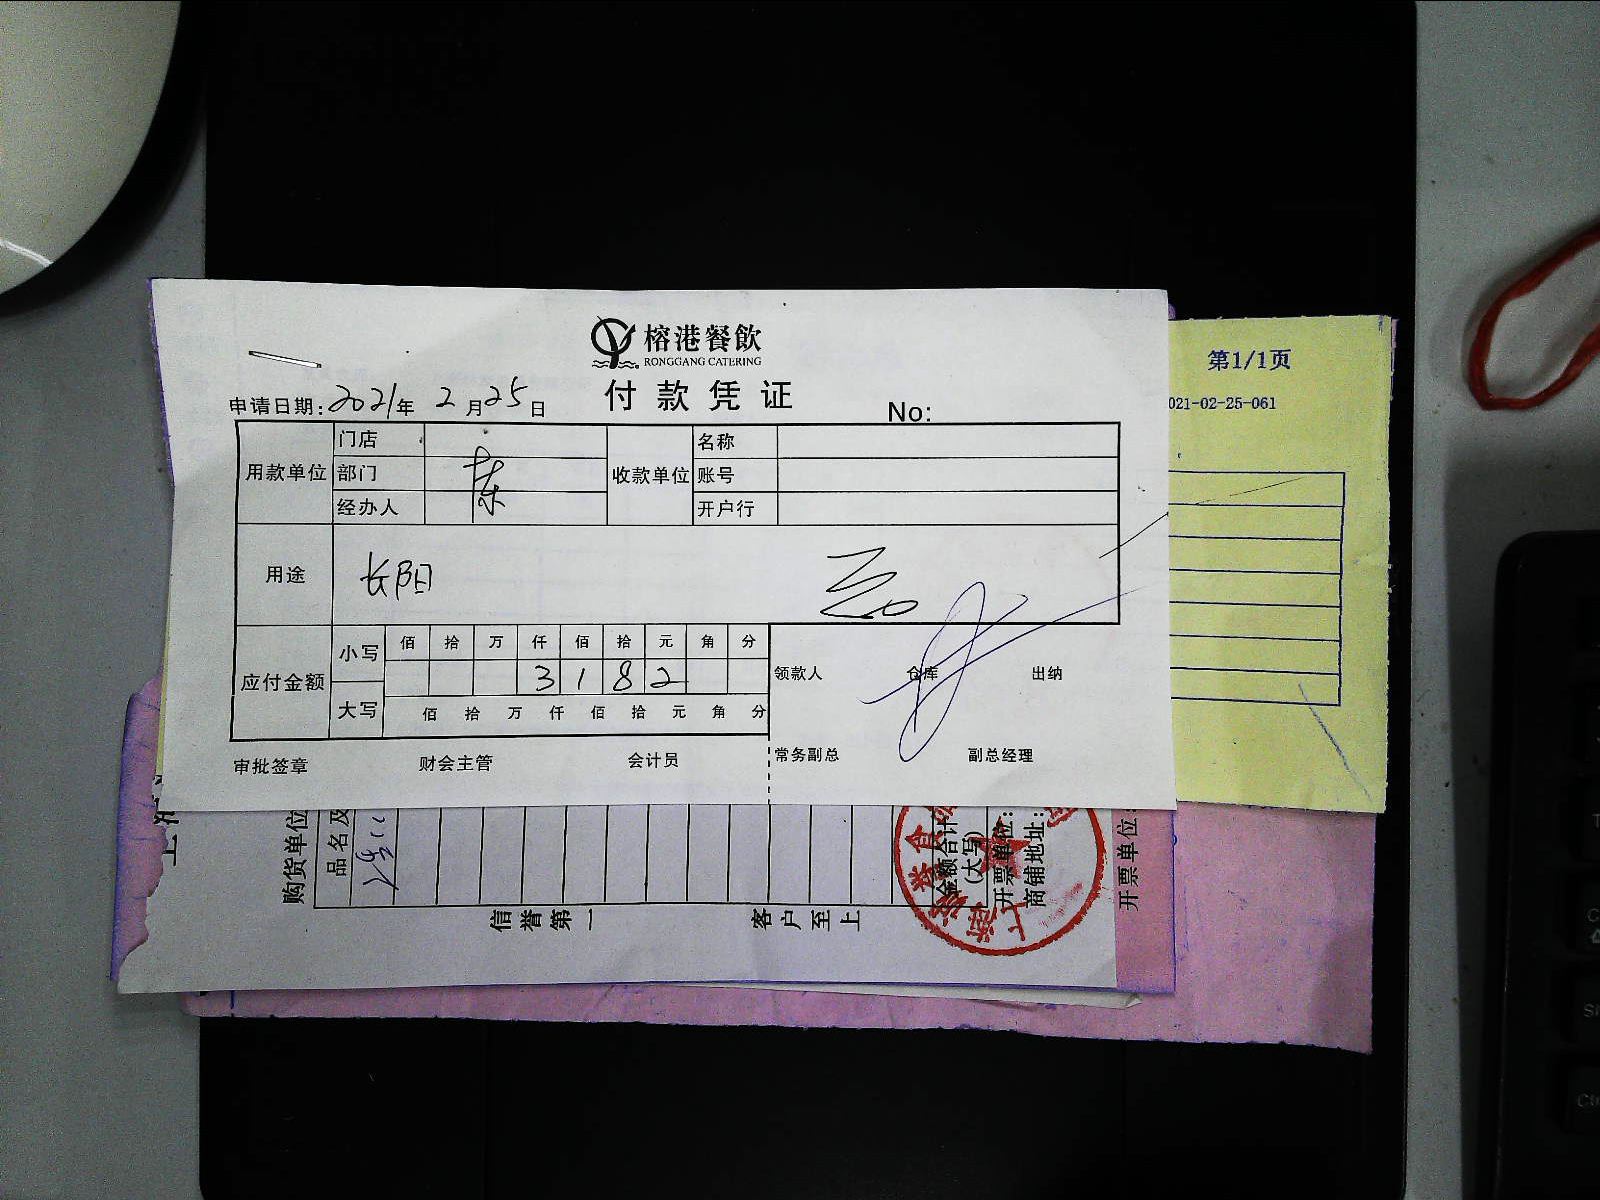 榕港餐飲
RONGGANG CATERING
付款凭证
申请日期:2021年 2月25日 No:
第1/1页
021-02-25-061
用款单位 门店 收款单位 名称
部门 账号
经办人 开户行
用途 长阳
应付金额 小写 佰 拾 万 仟 佰 拾 元 角 分
3 1 8 2
大写 佰 拾 万 仟 佰 拾 元 角 分
领款人 仓库 出纳
审批签章 财会主管 会计员 常务副总 副总经理
购货单位
品名及
金额合计
(大写)
开票单位:
商铺地址:
开票单位:
信誉第一 客户至上